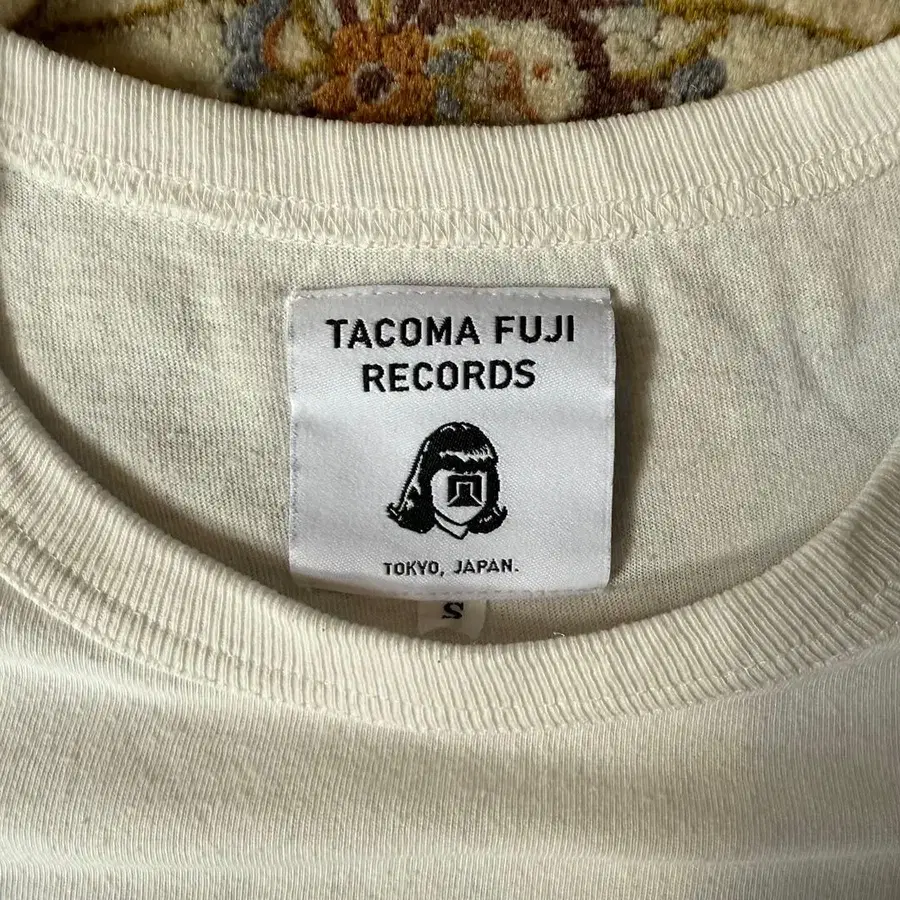 TACOMA FUJI
RECORDS
TOKYO, JAPAN.
S